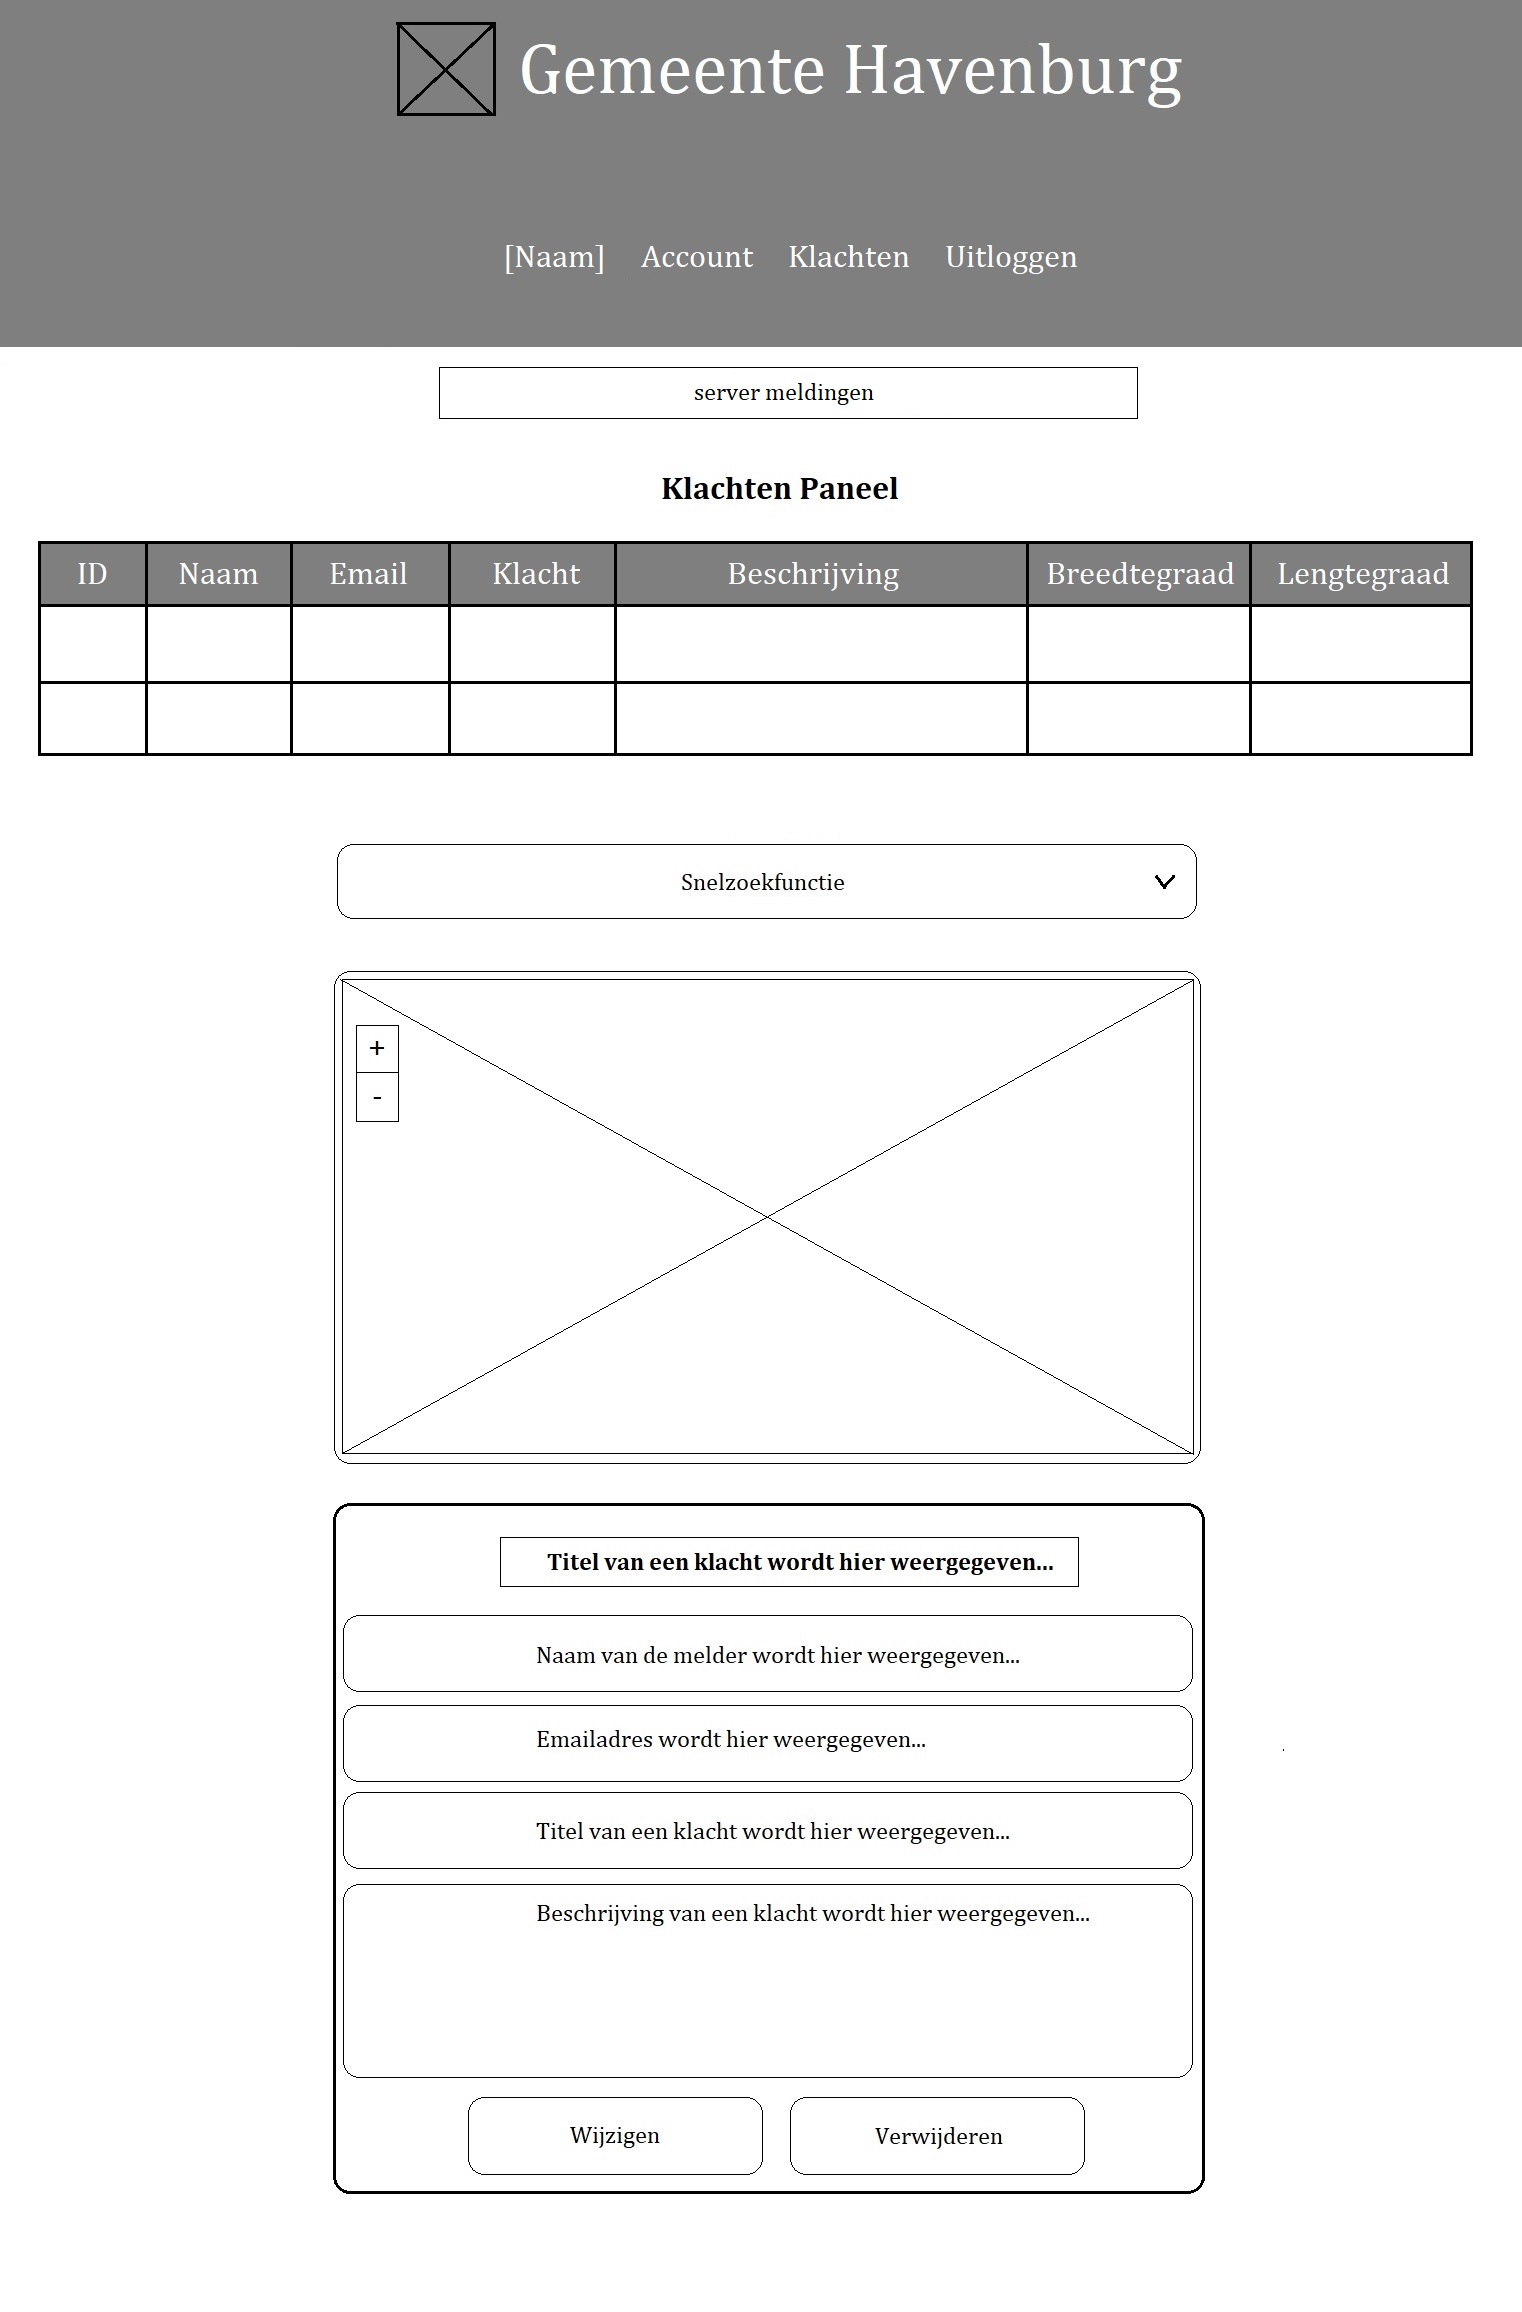 Gemeente Havenburg
[Naam] Account Klachten Uitloggen
server meldingen
Klachten Paneel
ID Naam Email Klacht Beschrijving Breedtegraad Lengtegraad
Snelzoekfunctie
+
-
Titel van een klacht wordt hier weergegeven...
Naam van de melder wordt hier weergegeven...
Emailadres wordt hier weergegeven...
Titel van een klacht wordt hier weergegeven...
Beschrijving van een klacht wordt hier weergegeven...
Wijzigen Verwijderen